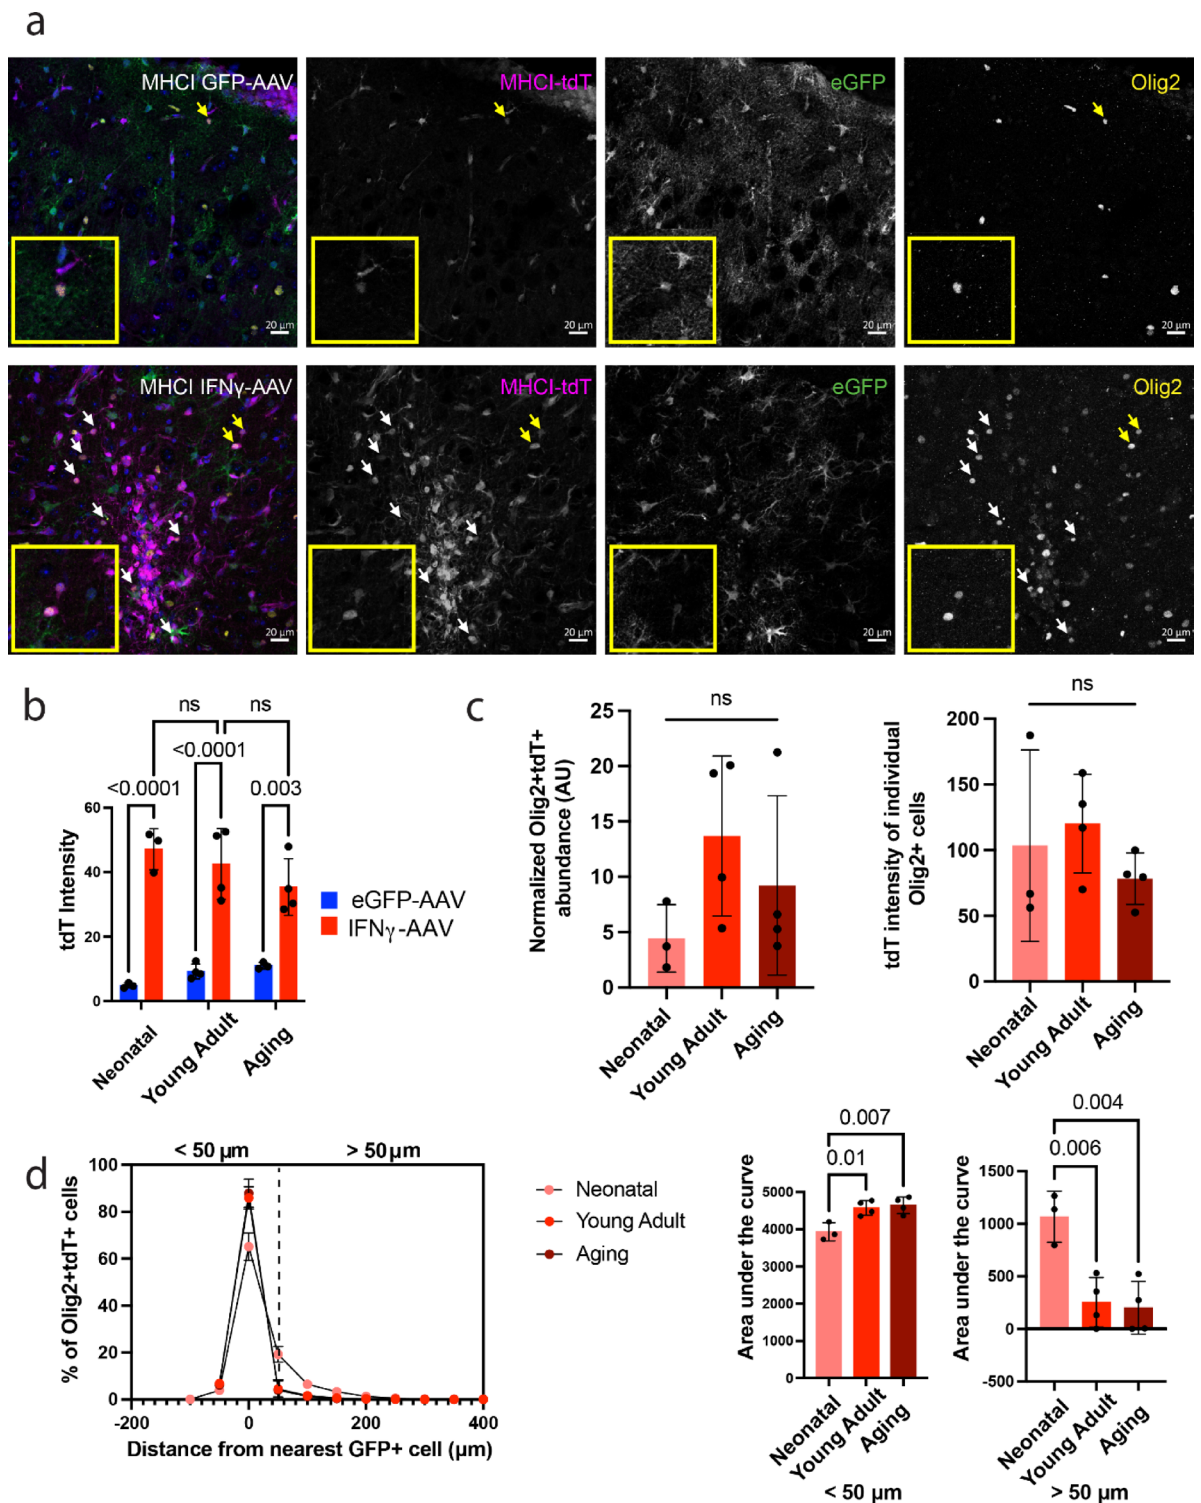 a
MHCI GFP-AAV
MHCI-tdT
eGFP
Olig2
20 µm
20 µm
20 µm
20 µm
MHCI IFNγ-AAV
MHCI-tdT
eGFP
Olig2
20 µm
20 µm
20 µm
20 µm
b
ns
ns
<0.0001
<0.0001
0.003
60
40
20
0
tdT Intensity
Neonatal
Young Adult
Aging
eGFP-AAV
IFNγ-AAV
c
ns
25
20
15
10
5
0
Normalized Olig2+tdT+
abundance (AU)
Neonatal
Young Adult
Aging
ns
200
150
100
50
0
tdT intensity of individual
Olig2+ cells
Neonatal
Young Adult
Aging
d
< 50 µm
> 50µm
100
80
60
40
20
0
% of Olig2+tdT+ cells
-200
0
200
400
Distance from nearest GFP+ cell (µm)
Neonatal
Young Adult
Aging
0.007
0.01
5000
4000
3000
2000
1000
0
Area under the curve
Neonatal
Young Adult
Aging
< 50 µm
0.004
0.006
1500
1000
500
0
-500
Area under the curve
Neonatal
Young Adult
Aging
> 50 µm